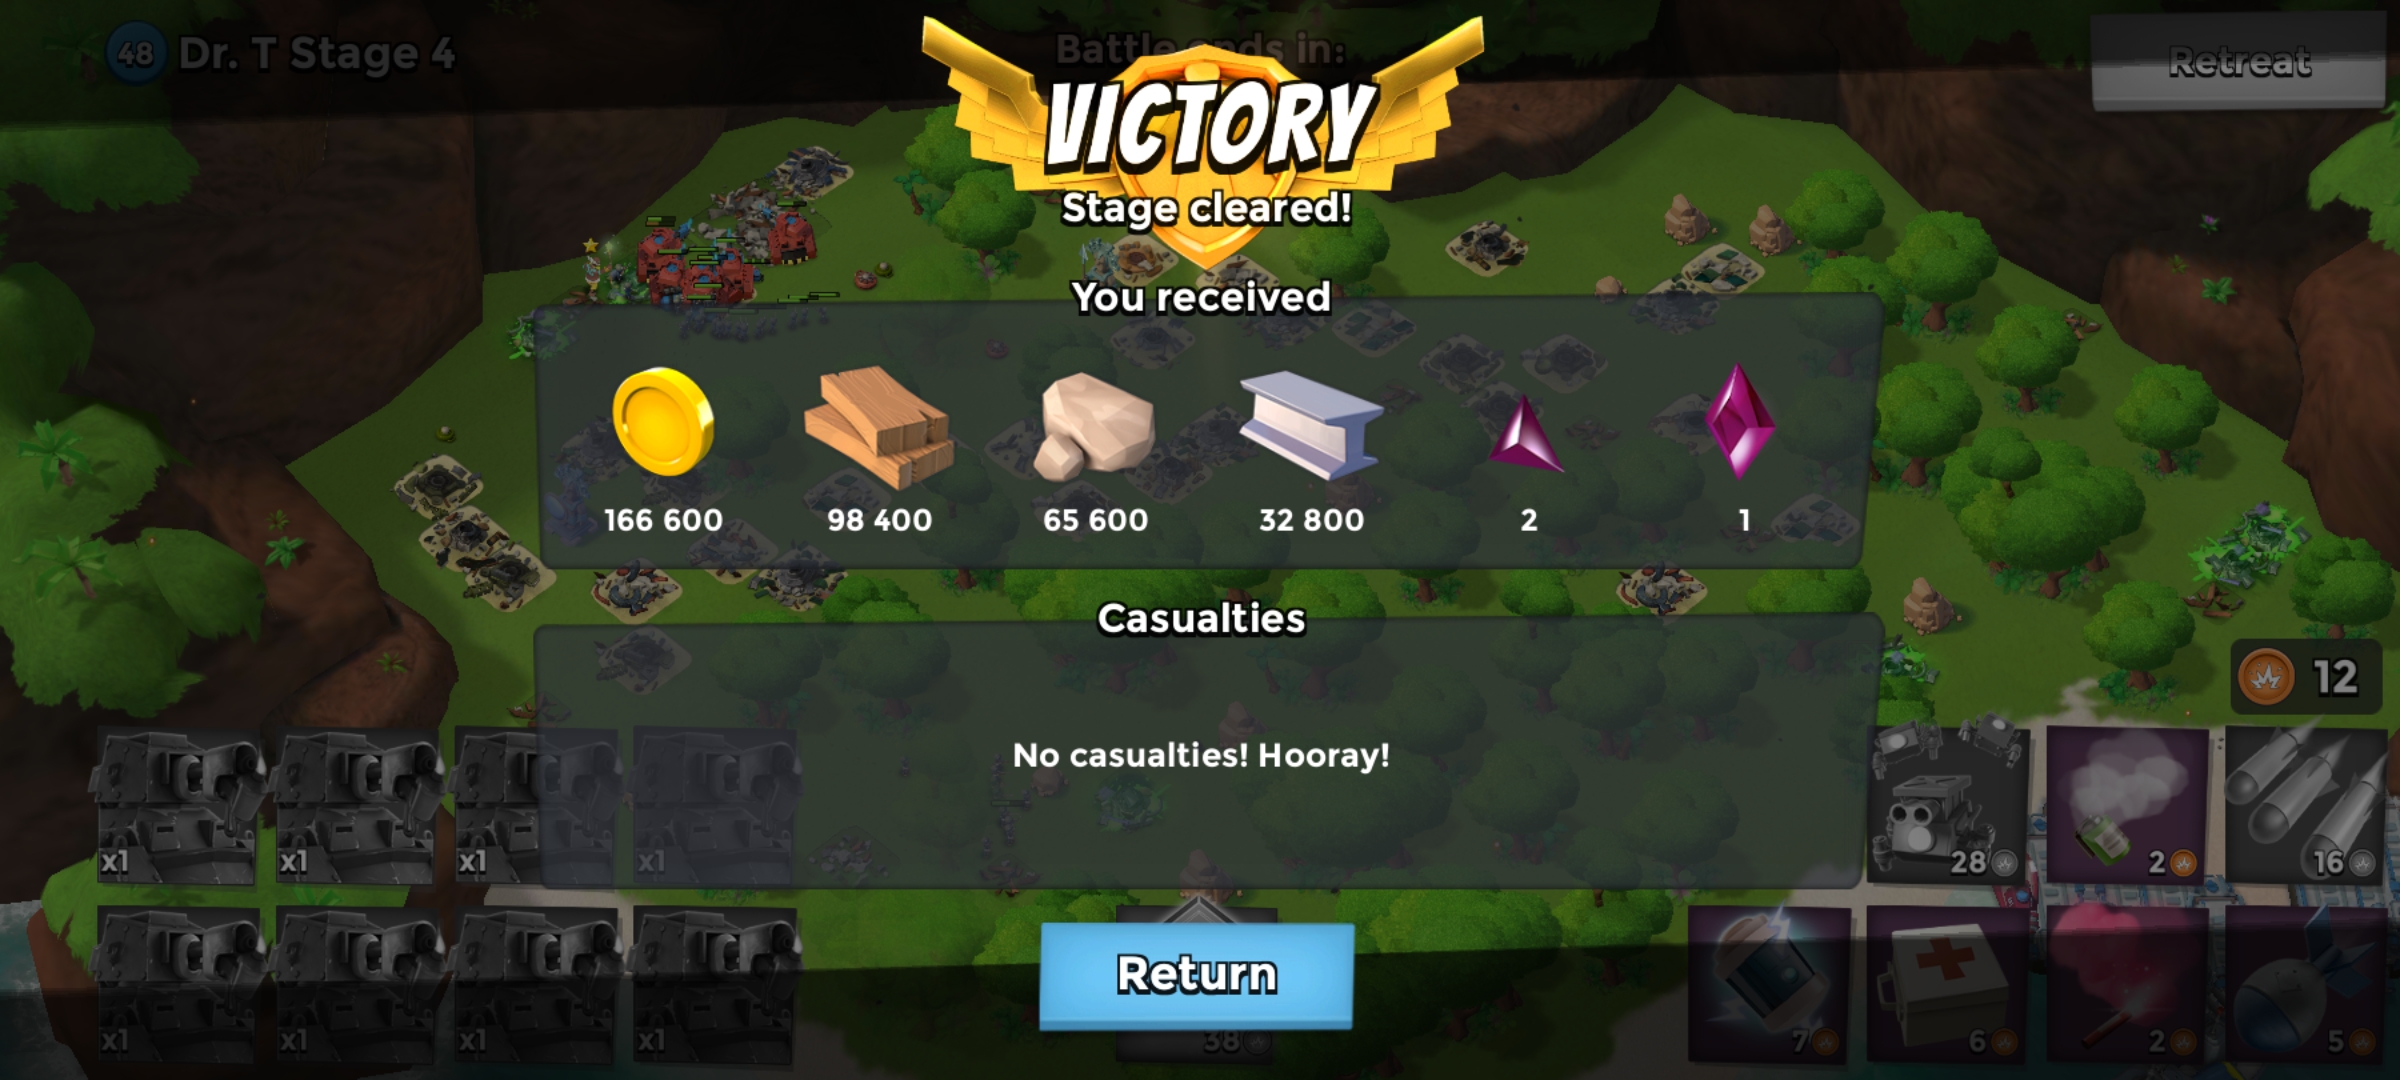 48 Dr. T Stage 4
Battle ends in:
Retreat
VICTORY
Stage cleared!
You received
166 600 98 400 65 600 32 800 2 1
Casualties
No casualties! Hooray!
12
x1 x1 x1 x1
28 2 16
Return
x1 x1 x1 x1
38
7 6 2 5